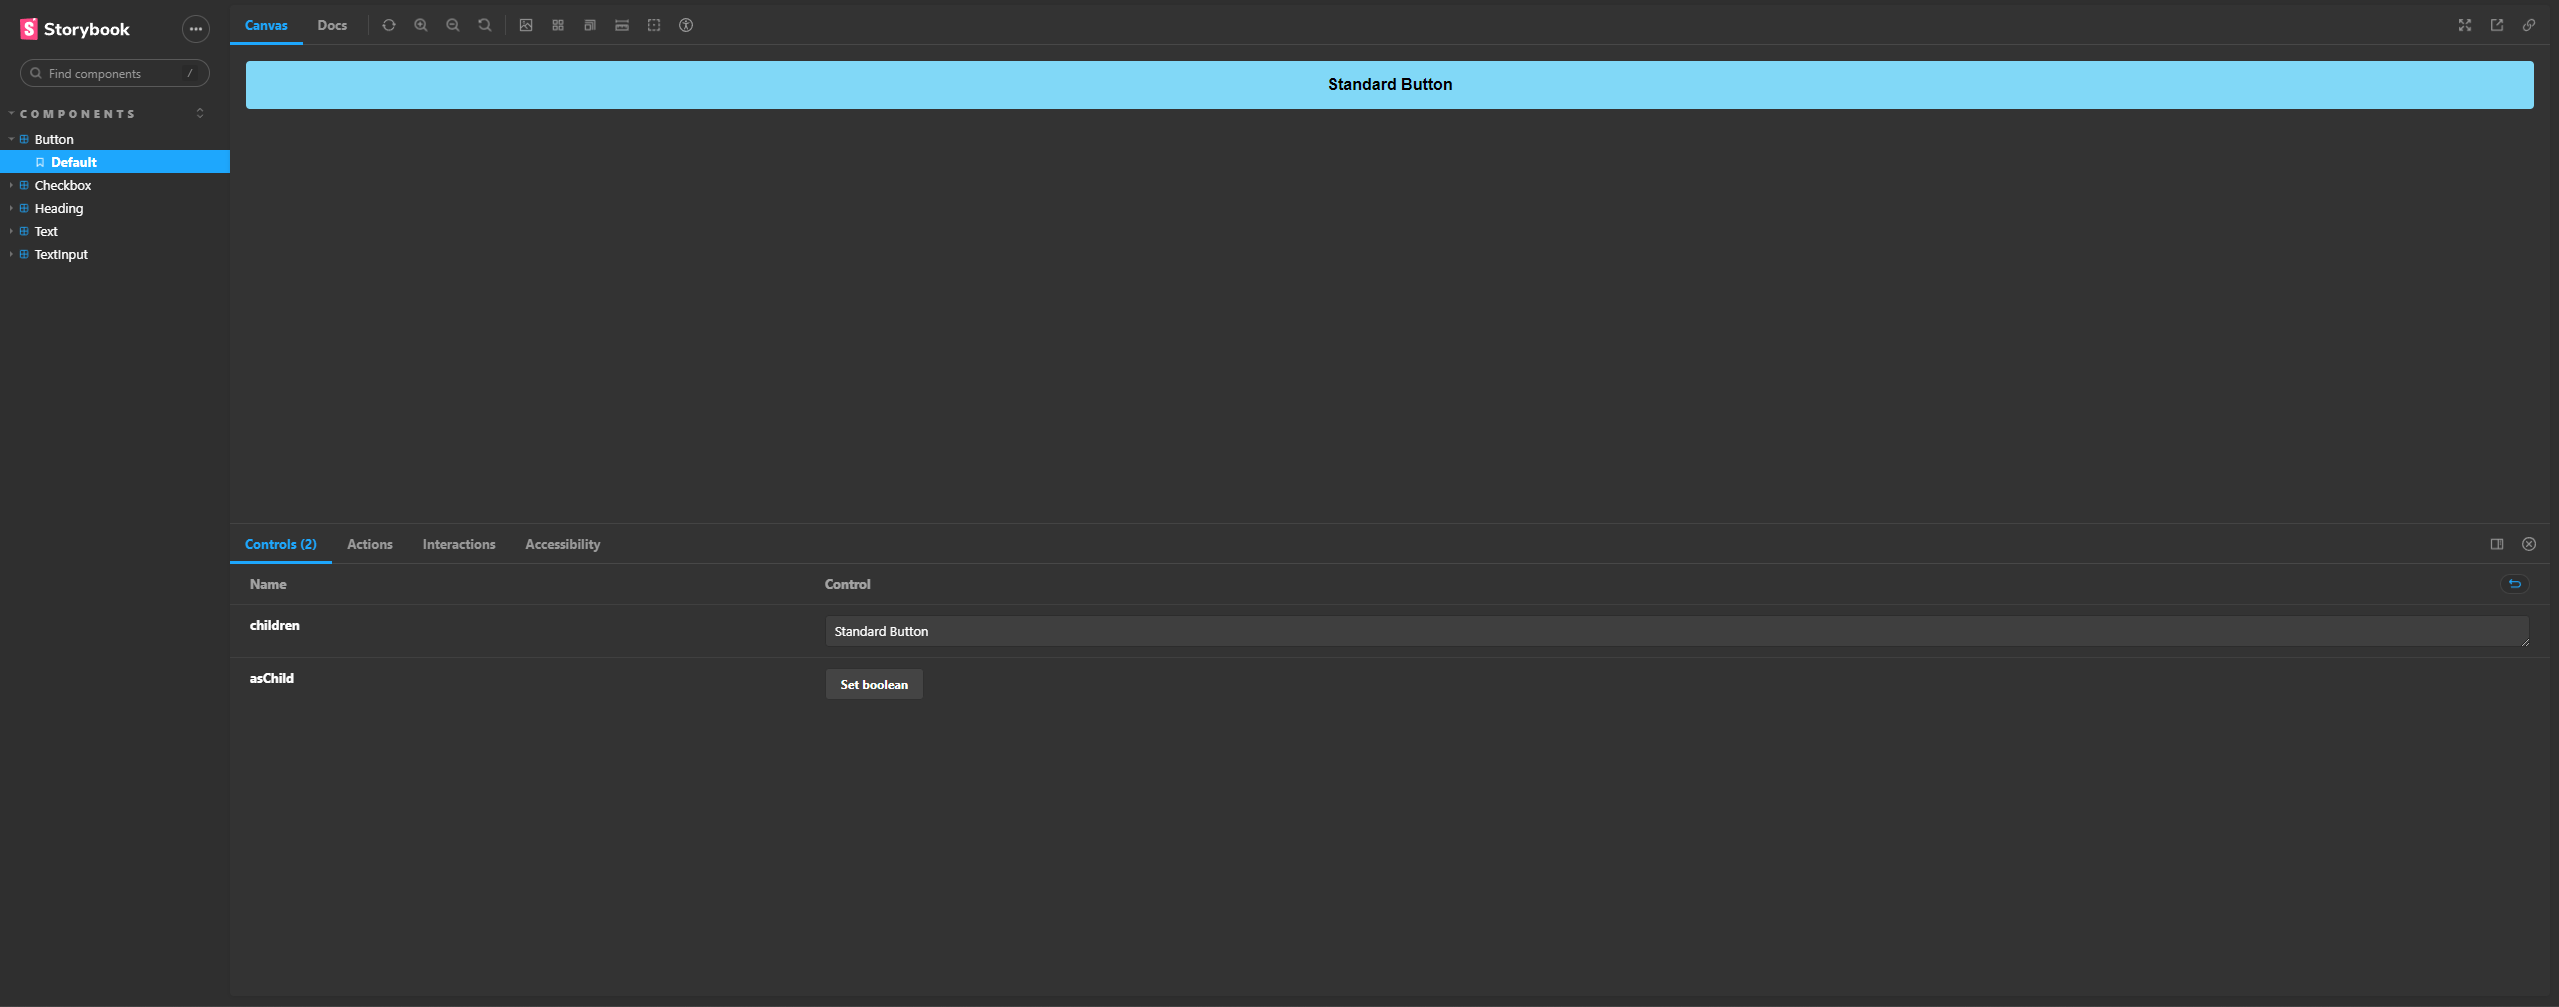 Storybook
Find components
/
COMPONENTS
Button
Default
Checkbox
Heading
Text
TextInput
Canvas
Docs
Standard Button
Controls (2)
Actions
Interactions
Accessibility
Name
Control
children
Standard Button
asChild
Set boolean